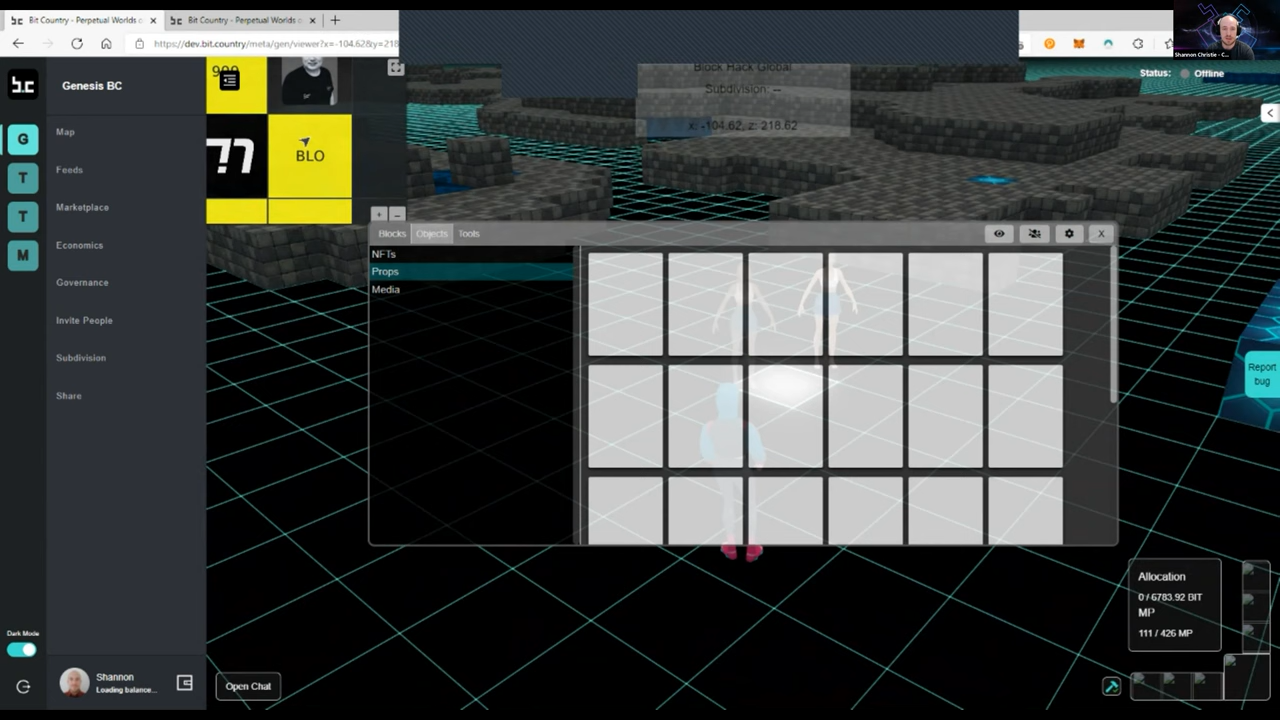 Bit Country - Perpetual Worlds o
Bit Country - Perpetual Worlds o
https://dev.bit.country/meta/gen/viewer?x=-104.62&y=218
Shannon Christie - C...
Genesis BC
Status: Offline
G
T
T
M
Map
Feeds
Marketplace
Economics
Governance
Invite People
Subdivision
Share
BLO
Block Hack Global
Subdivision: --
x: -104.62, z: 218.62
+ –
Blocks Objects Tools
X
NFTs
Props
Media
Report
bug
Allocation
0 / 6783.92 BIT
MP
111 / 426 MP
Dark Mode
Shannon
Loading balance...
Open Chat